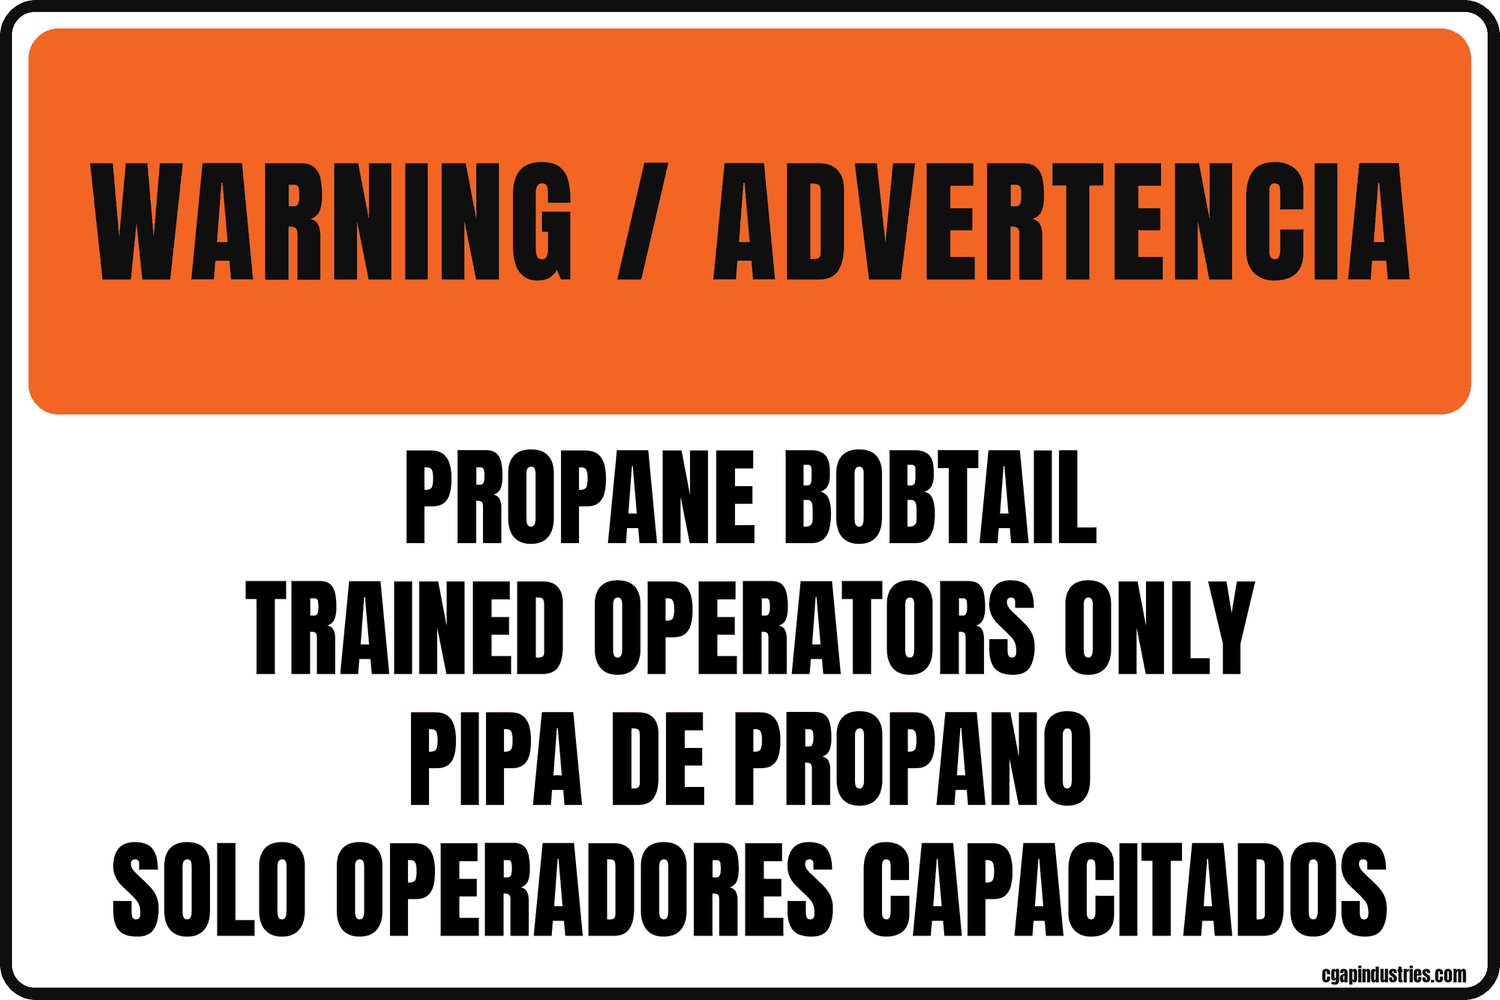 WARNING / ADVERTENCIA
PROPANE BOBTAIL
TRAINED OPERATORS ONLY
PIPA DE PROPANO
SOLO OPERADORES CAPACITADOS
cgapindustries.com